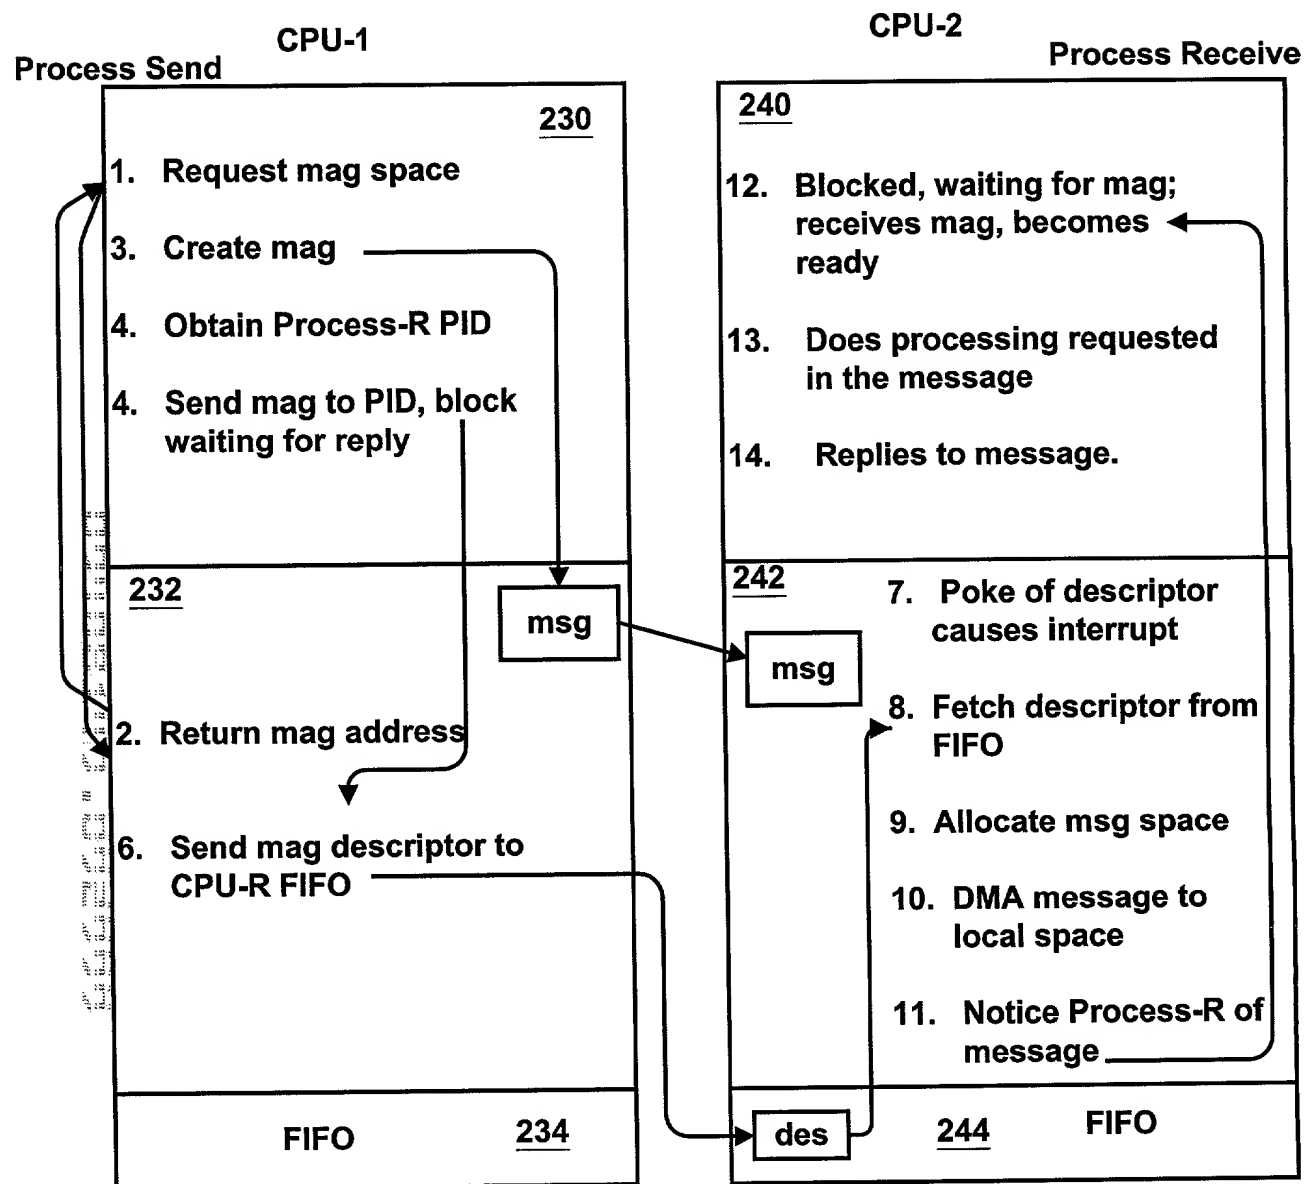 CPU-1
Process Send
230
1. Request mag space
3. Create mag
4. Obtain Process-R PID
4. Send mag to PID, block
waiting for reply
232
msg
2. Return mag address
6. Send mag descriptor to
CPU-R FIFO
FIFO
234
CPU-2
Process Receive
240
12. Blocked, waiting for mag;
receives mag, becomes
ready
13. Does processing requested
in the message
14. Replies to message.
242
7. Poke of descriptor
causes interrupt
msg
8. Fetch descriptor from
FIFO
9. Allocate msg space
10. DMA message to
local space
11. Notice Process-R of
message
des
244
FIFO